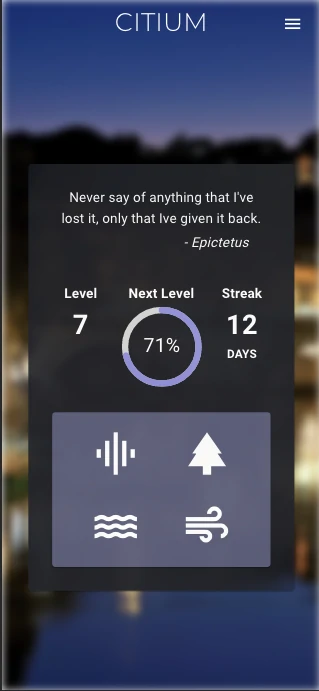 CITIUM
Never say of anything that I've
lost it, only that Ive given it back.
- Epictetus
Level
Next Level
Streak
7
71%
12
DAYS